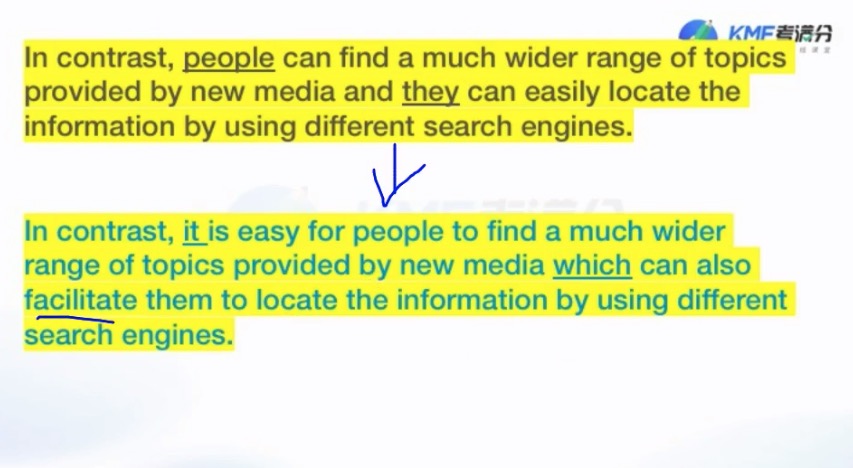 KMF考满分
In contrast, people can find a much wider range of topics
provided by new media and they can easily locate the
information by using different search engines.
In contrast, it is easy for people to find a much wider
range of topics provided by new media which can also
facilitate them to locate the information by using different
search engines.